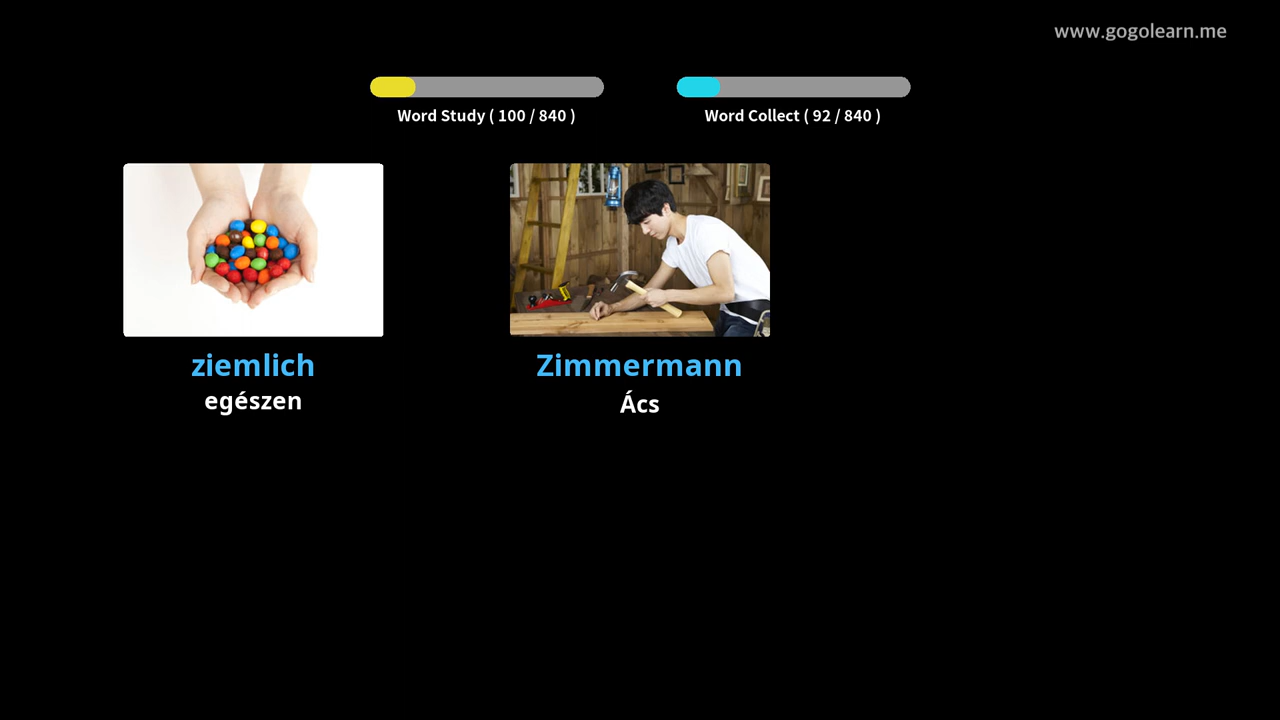 www.gogolearn.me
Word Study ( 100 / 840 )
Word Collect ( 92 / 840 )
ziemlich
egészen
Zimmermann
Ács